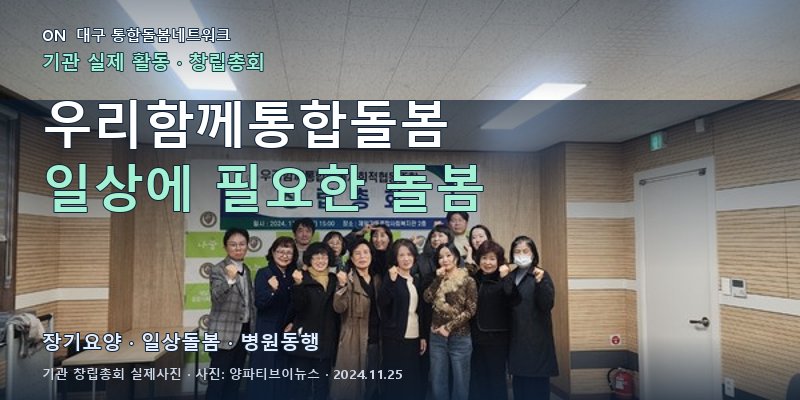 ON 대구 통합돌봄네트워크
기관 실제 활동 · 창립총회
우리함께통합돌봄
일상에 필요한 돌봄
장기요양 · 일상돌봄 · 병원동행
기관 창립총회 실제사진 · 사진: 양파티브이뉴스 · 2024.11.25